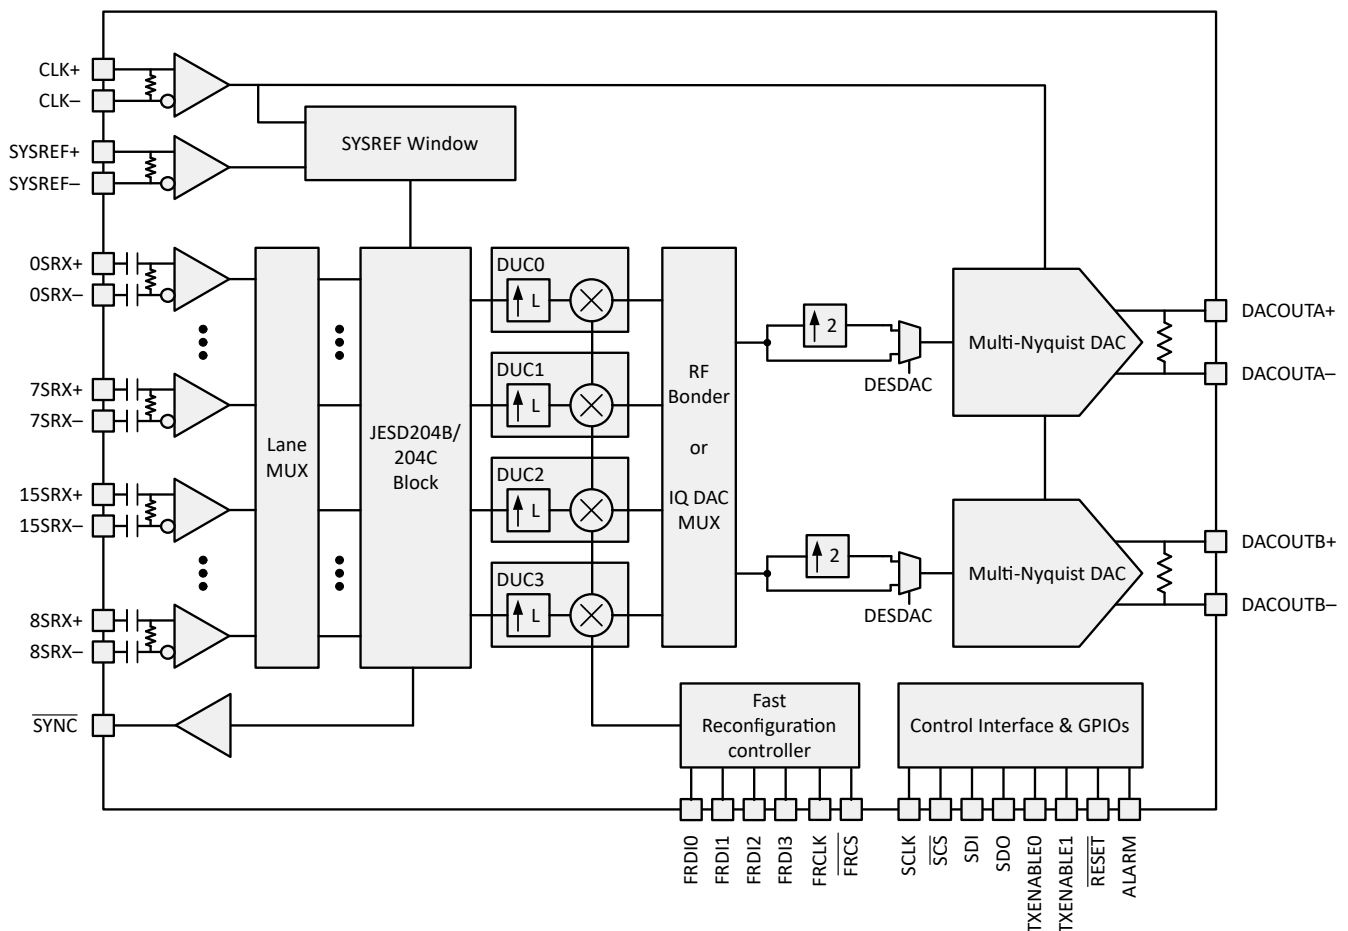 CLK+
CLK–
SYSREF+
SYSREF–
SYSREF Window
0SRX+
0SRX–
7SRX+
7SRX–
15SRX+
15SRX–
8SRX+
8SRX–
SYNC
Lane
MUX
JESD204B/
204C
Block
DUC0
L
DUC1
L
DUC2
L
DUC3
L
RF
Bonder
or
IQ DAC
MUX
2
DESDAC
Multi-Nyquist DAC
DACOUTA+
DACOUTA–
2
DESDAC
Multi-Nyquist DAC
DACOUTB+
DACOUTB–
Fast
Reconfiguration
controller
Control Interface & GPIOs
FRDI0
FRDI1
FRDI2
FRDI3
FRCLK
FRCS
SCLK
SCS
SDI
SDO
TXENABLE0
TXENABLE1
RESET
ALARM